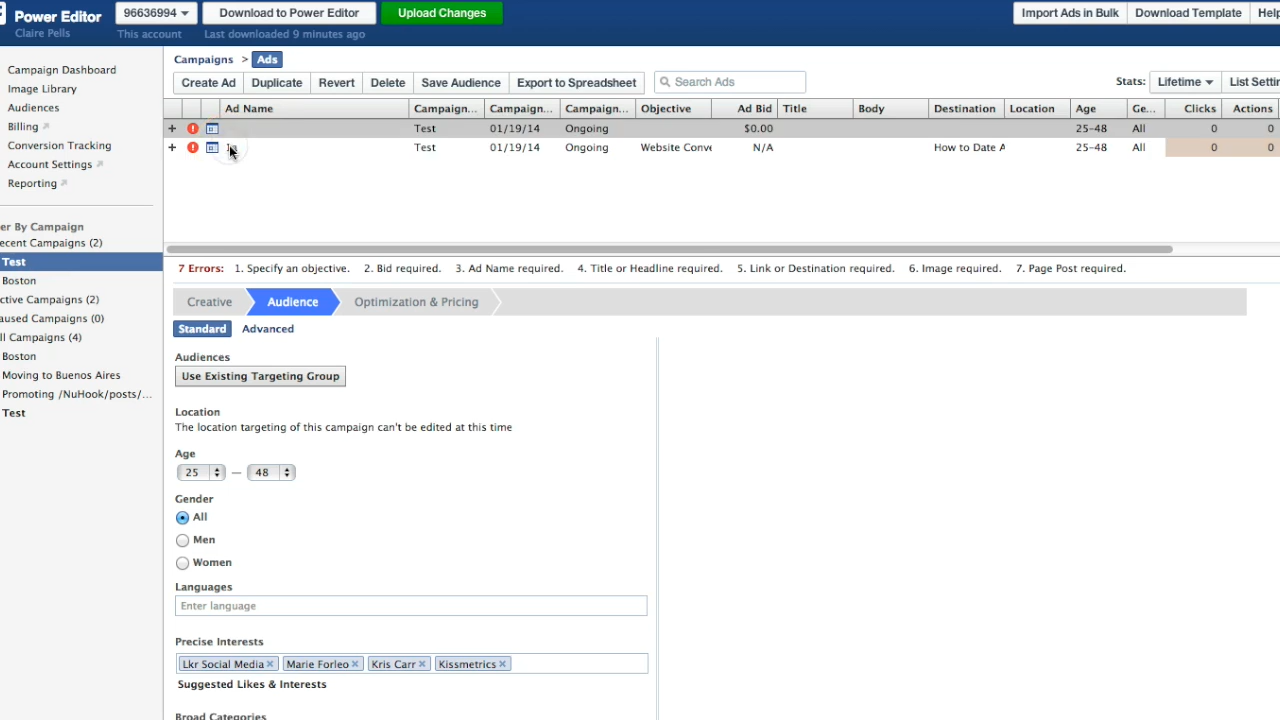 Power Editor 96636994 Download to Power Editor Upload Changes Import Ads in Bulk Download Template Help
Claire Pells This account Last downloaded 9 minutes ago
Campaign Dashboard
Image Library
Audiences
Billing
Conversion Tracking
Account Settings
Reporting
er By Campaign
ecent Campaigns (2)
Test
Boston
ctive Campaigns (2)
aused Campaigns (0)
ll Campaigns (4)
Boston
Moving to Buenos Aires
Promoting /NuHook/posts/...
Test
Campaigns > Ads
Create Ad Duplicate Revert Delete Save Audience Export to Spreadsheet Search Ads Stats: Lifetime List Settin
Ad Name Campaign... Campaign... Campaign... Objective Ad Bid Title Body Destination Location Age Ge... Clicks Actions
+ Test 01/19/14 Ongoing $0.00 25-48 All 0 0
+ Test 01/19/14 Ongoing Website Conve N/A How to Date A 25-48 All 0 0
7 Errors: 1. Specify an objective. 2. Bid required. 3. Ad Name required. 4. Title or Headline required. 5. Link or Destination required. 6. Image required. 7. Page Post required.
Creative Audience Optimization & Pricing
Standard Advanced
Audiences
Use Existing Targeting Group
Location
The location targeting of this campaign can't be edited at this time
Age
25 — 48
Gender
All
Men
Women
Languages
Enter language
Precise Interests
Lkr Social Media × Marie Forleo × Kris Carr × Kissmetrics ×
Suggested Likes & Interests
Broad Categories